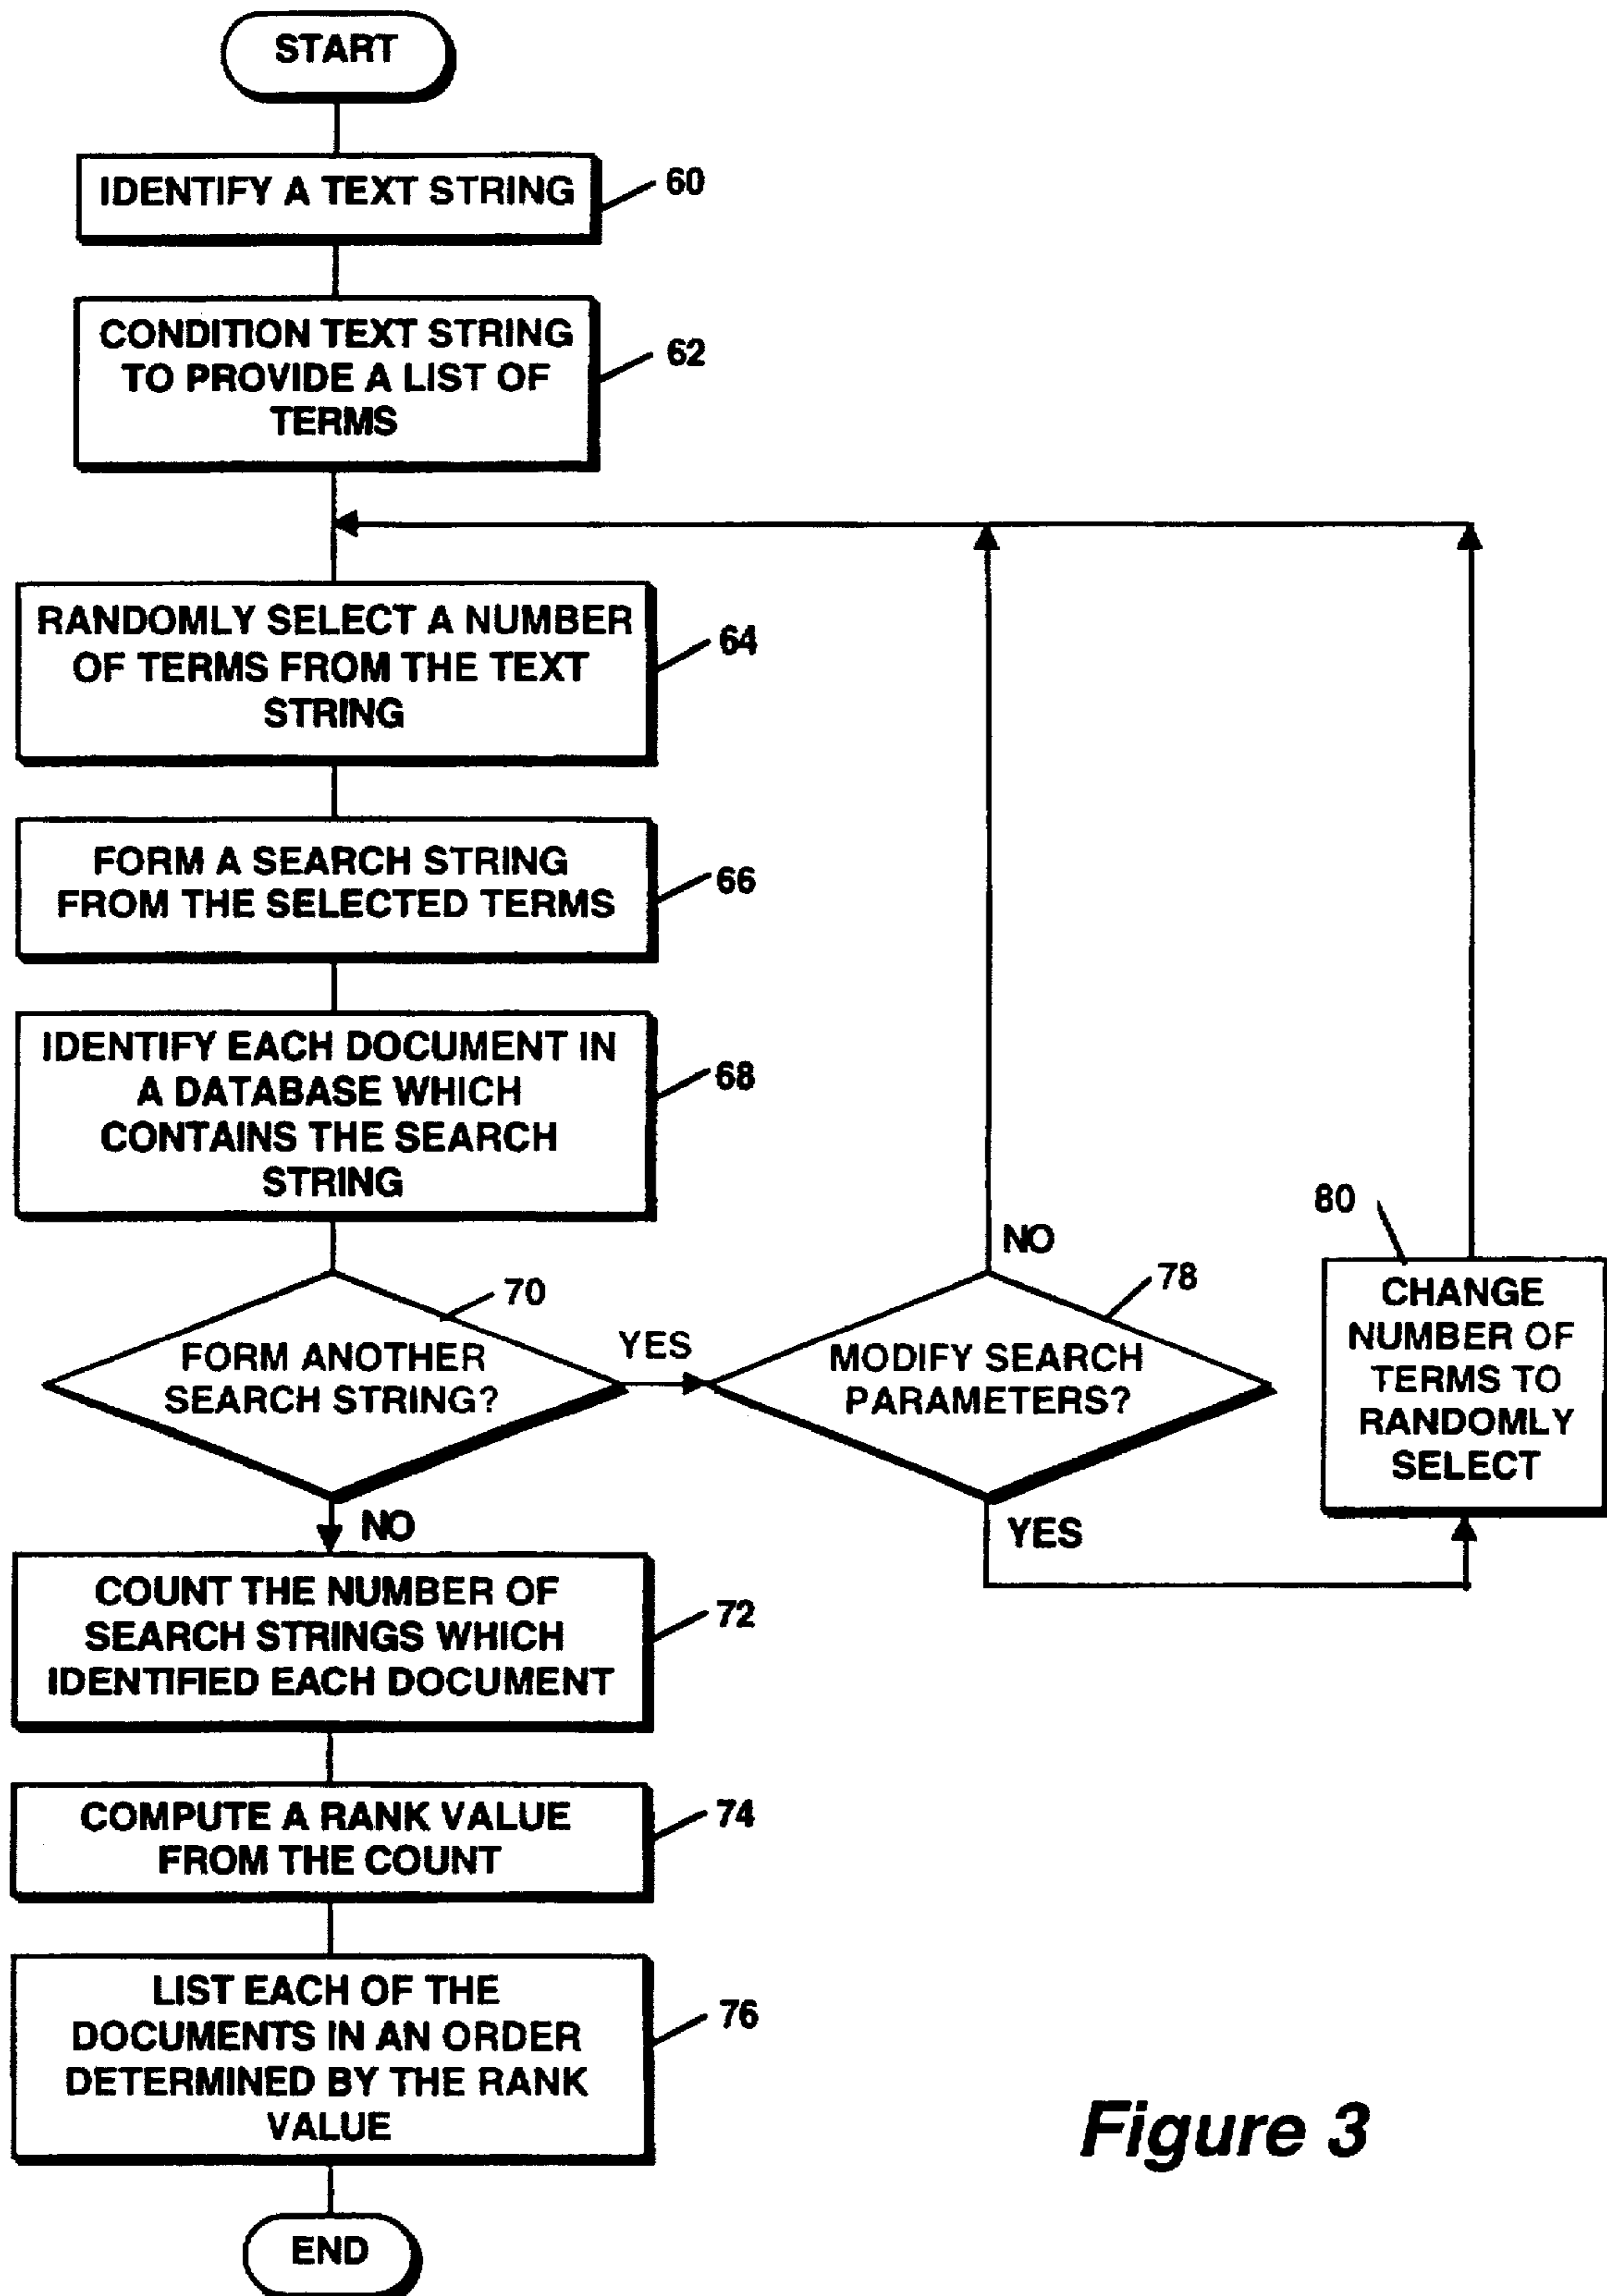 START
IDENTIFY A TEXT STRING
60
CONDITION TEXT STRING
TO PROVIDE A LIST OF
TERMS
62
RANDOMLY SELECT A NUMBER
OF TERMS FROM THE TEXT
STRING
64
FORM A SEARCH STRING
FROM THE SELECTED TERMS
66
IDENTIFY EACH DOCUMENT IN
A DATABASE WHICH
CONTAINS THE SEARCH
STRING
68
FORM ANOTHER
SEARCH STRING?
70
YES
MODIFY SEARCH
PARAMETERS?
78
NO
YES
80
CHANGE
NUMBER OF
TERMS TO
RANDOMLY
SELECT
NO
COUNT THE NUMBER OF
SEARCH STRINGS WHICH
IDENTIFIED EACH DOCUMENT
72
COMPUTE A RANK VALUE
FROM THE COUNT
74
LIST EACH OF THE
DOCUMENTS IN AN ORDER
DETERMINED BY THE RANK
VALUE
76
END
Figure 3